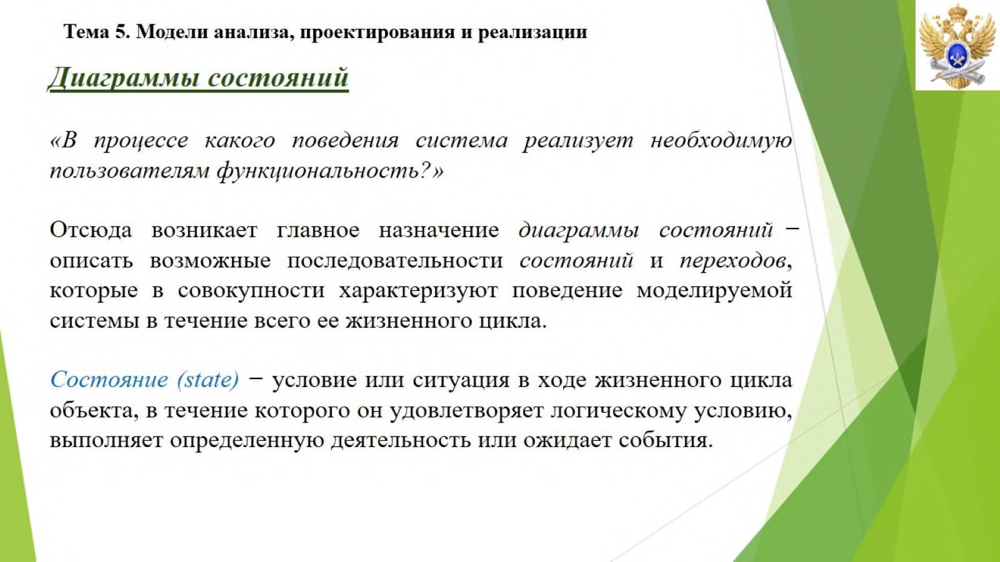 Тема 5. Модели анализа, проектирования и реализации
Диаграммы состояний
«В процессе какого поведения система реализует необходимую
пользователям функциональность?»
Отсюда возникает главное назначение диаграммы состояний −
описать возможные последовательности состояний и переходов,
которые в совокупности характеризуют поведение моделируемой
системы в течение всего ее жизненного цикла.
Состояние (state) − условие или ситуация в ходе жизненного цикла
объекта, в течение которого он удовлетворяет логическому условию,
выполняет определенную деятельность или ожидает события.